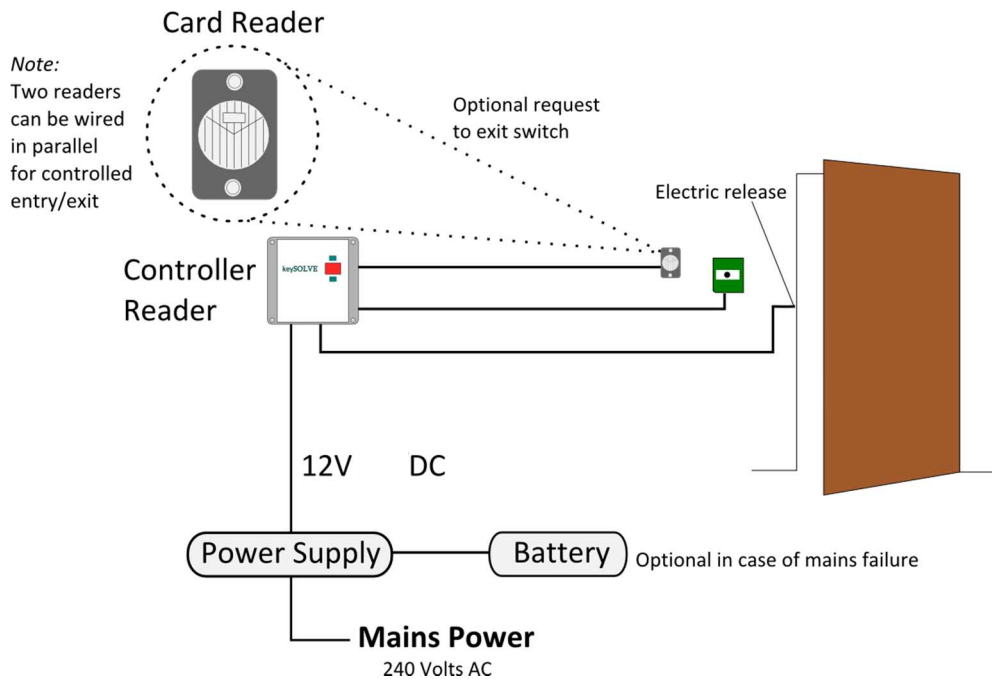 Card Reader
Note:
Two readers
can be wired
in parallel
for controlled
entry/exit
Optional request
to exit switch
Electric release
Controller
Reader
keySOLVE
12V DC
Power Supply
Battery
Optional in case of mains failure
Mains Power
240 Volts AC